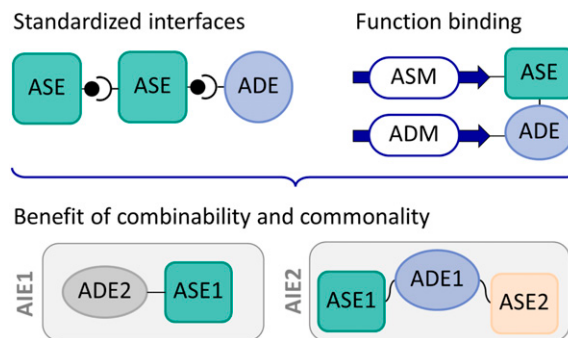 Standardized interfaces
Function binding
ASE
ASE
ADE
ASM
ASE
ADM
ADE
Benefit of combinability and commonality
AIE1
ADE2
ASE1
AIE2
ASE1
ADE1
ASE2